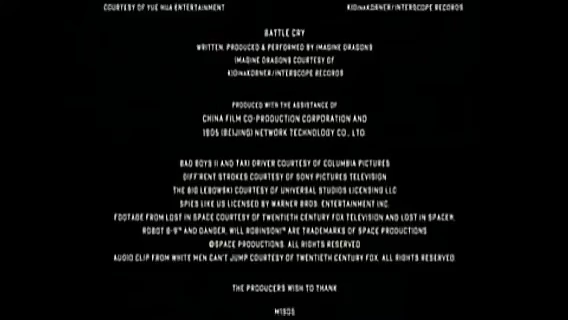 COURTESY OF YUE HUA ENTERTAINMENT
KIDinaKORNER/INTERSCOPE RECORDS
BATTLE CRY
WRITTEN, PRODUCED & PERFORMED BY IMAGINE DRAGONS
IMAGINE DRAGONS COURTESY OF
KIDinaKORNER/INTERSCOPE RECORDS
PRODUCED WITH THE ASSISTANCE OF
CHINA FILM CO-PRODUCTION CORPORATION AND
1905 (BEIJING) NETWORK TECHNOLOGY CO., LTD.
BAD BOYS II AND TAXI DRIVER COURTESY OF COLUMBIA PICTURES
DIFF'RENT STROKES COURTESY OF SONY PICTURES TELEVISION
THE BIG LEBOWSKI COURTESY OF UNIVERSAL STUDIOS LICENSING LLC
SPIES LIKE US LICENSED BY WARNER BROS. ENTERTAINMENT INC.
FOOTAGE FROM LOST IN SPACE COURTESY OF TWENTIETH CENTURY FOX TELEVISION AND LOST IN SPACE®,
ROBOT B-9™ AND DANGER, WILL ROBINSON!® ARE TRADEMARKS OF SPACE PRODUCTIONS
©SPACE PRODUCTIONS. ALL RIGHTS RESERVED
AUDIO CLIP FROM WHITE MEN CAN'T JUMP COURTESY OF TWENTIETH CENTURY FOX. ALL RIGHTS RESERVED.
THE PRODUCERS WISH TO THANK
M1905